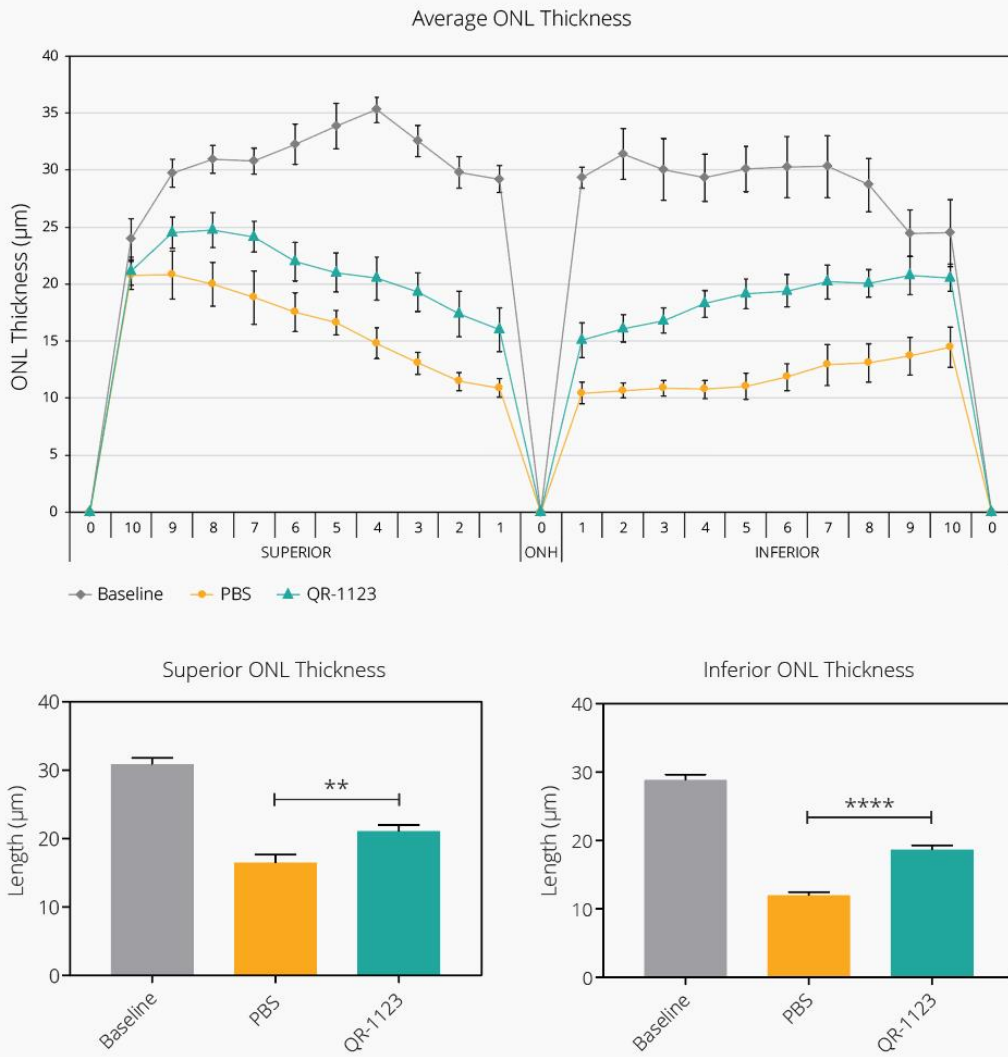 Average ONL Thickness
ONL Thickness (μm)
40
35
30
25
20
15
10
5
0
0 10 9 8 7 6 5 4 3 2 1 0 1 2 3 4 5 6 7 8 9 10 0
SUPERIOR ONH INFERIOR
Baseline PBS QR-1123
Superior ONL Thickness
Length (μm)
40
30
20
10
0
**
Baseline PBS QR-1123
Inferior ONL Thickness
Length (μm)
40
30
20
10
0
****
Baseline PBS QR-1123